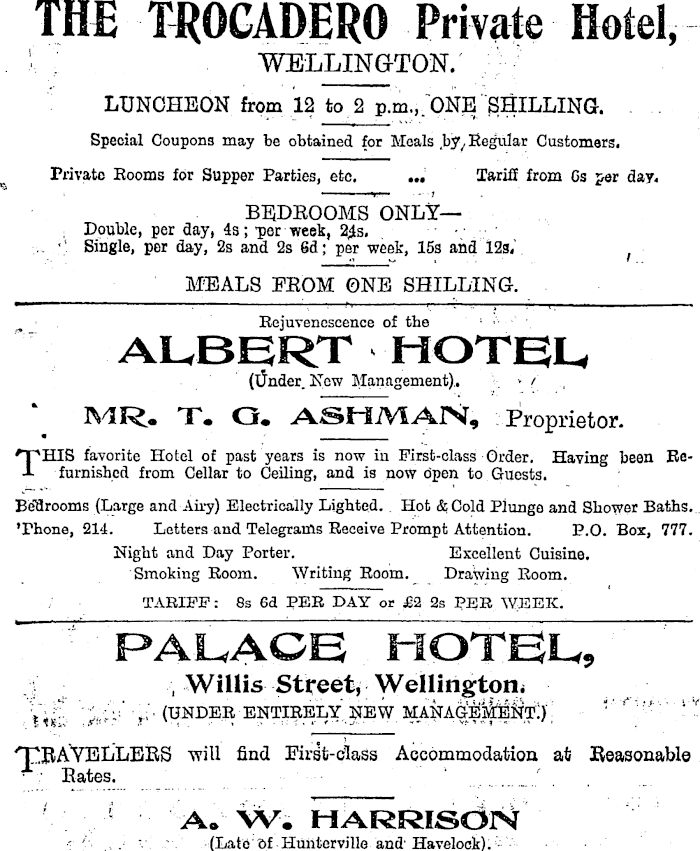 THE TROCADERO Private Hotel,
WELLINGTON.
LUNCHEON from 12 to 2 p.m., ONE SHILLING.
Special Coupons may be obtained for Meals by Regular Customers.
Private Rooms for Supper Parties, etc. ... Tariff from 6s per day.
BEDROOMS ONLY—
Double, per day, 4s; per week, 24s.
Single, per day, 2s and 2s 6d; per week, 15s and 12s.
MEALS FROM ONE SHILLING.
Rejuvenescence of the
ALBERT HOTEL
(Under New Management).
MR. T. G. ASHMAN, Proprietor.
THIS favorite Hotel of past years is now in First-class Order. Having been Re-
furnished from Cellar to Ceiling, and is now open to Guests.
Bedrooms (Large and Airy) Electrically Lighted. Hot & Cold Plunge and Shower Baths.
'Phone, 214. Letters and Telegrams Receive Prompt Attention. P.O. Box, 777.
Night and Day Porter. Excellent Cuisine.
Smoking Room. Writing Room. Drawing Room.
TARIFF: 8s 6d PER DAY or £2 2s PER WEEK.
PALACE HOTEL,
Willis Street, Wellington.
(UNDER ENTIRELY NEW MANAGEMENT.)
TRAVELLERS will find First-class Accommodation at Reasonable
Rates.
A. W. HARRISON
(Late of Hunterville and Havelock).